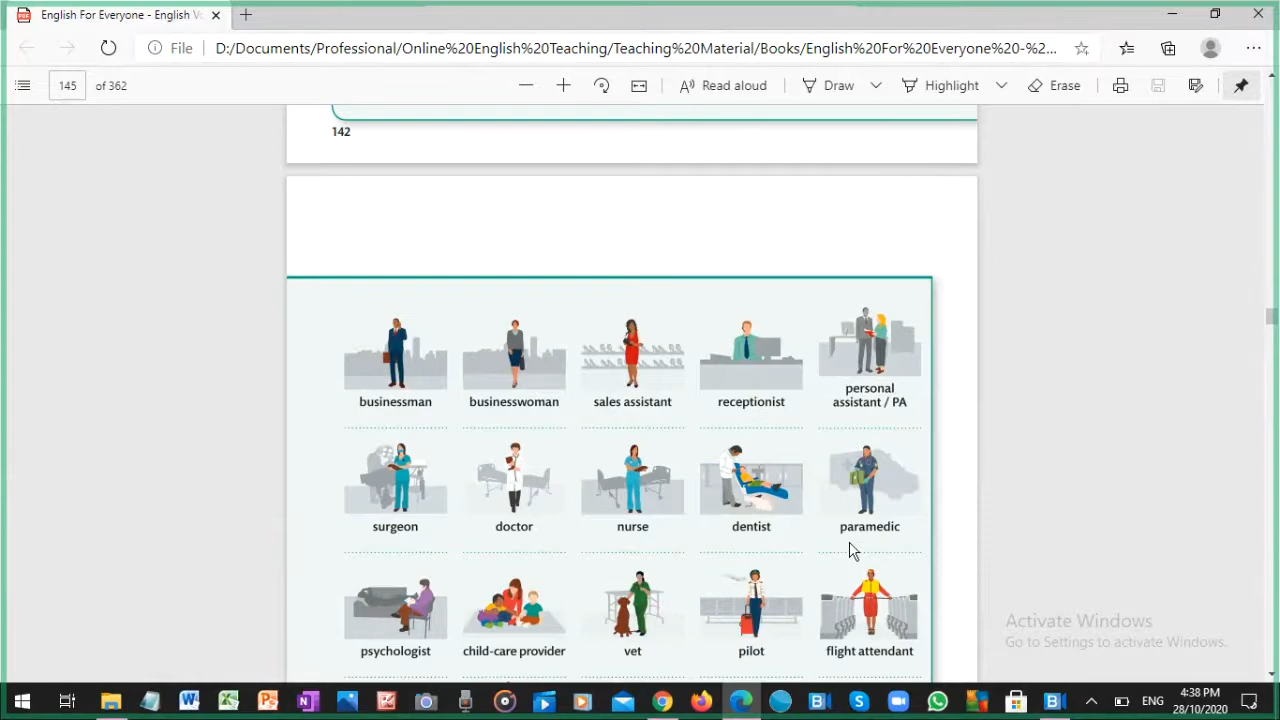 English For Everyone - English Vo
File
D:/Documents/Professional/Online%20English%20Teaching/Teaching%20Material/Books/English%20For%20Everyone%20-%2...
145
of 362
Read aloud
Draw
Highlight
Erase
142
businessman
businesswoman
sales assistant
receptionist
personal
assistant / PA
surgeon
doctor
nurse
dentist
paramedic
psychologist
child-care provider
vet
pilot
flight attendant
Activate Windows
Go to Settings to activate Windows.
ENG
4:38 PM
28/10/2020